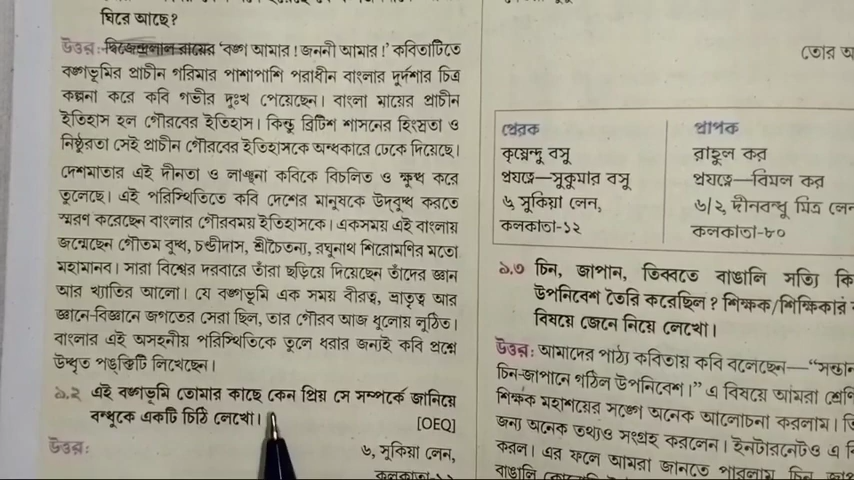 ঘিরে আছে?
উত্তর: দ্বিজেন্দ্রলাল রায়ের 'বঙ্গ আমার! জননী আমার!' কবিতাটিতে
বঙ্গভূমির প্রাচীন গরিমার পাশাপাশি পরাধীন বাংলার দুর্দশার চিত্র
কল্পনা করে কবি গভীর দুঃখ পেয়েছেন। বাংলা মায়ের প্রাচীন
ইতিহাস হল গৌরবের ইতিহাস। কিন্তু ব্রিটিশ শাসনের হিংস্রতা ও
নিষ্ঠুরতা সেই প্রাচীন গৌরবের ইতিহাসকে অন্ধকারে ঢেকে দিয়েছে।
দেশমাতার এই দীনতা ও লাঞ্ছনা কবিকে বিচলিত ও ক্ষুব্ধ করে
তুলেছে। এই পরিস্থিতিতে কবি দেশের মানুষকে উদ্‌বুদ্ধ করতে
স্মরণ করেছেন বাংলার গৌরবময় ইতিহাসকে। একসময় এই বাংলায়
জন্মেছেন গৌতম বুদ্ধ, চণ্ডীদাস, শ্রীচৈতন্য, রঘুনাথ শিরোমণির মতো
মহামানব। সারা বিশ্বের দরবারে তাঁরা ছড়িয়ে দিয়েছেন তাঁদের জ্ঞান
আর খ্যাতির আলো। যে বঙ্গভূমি এক সময় বীরত্ব, ভ্রাতৃত্ব আর
জ্ঞানে-বিজ্ঞানে জগতের সেরা ছিল, তার গৌরব আজ ধুলোয় লুণ্ঠিত।
বাংলার এই অসহনীয় পরিস্থিতিকে তুলে ধরার জন্যই কবি প্রশ্নে
উদ্ধৃত পঙ্‌ক্তিটি লিখেছেন।
৯.২ এই বঙ্গভূমি তোমার কাছে কেন প্রিয় সে সম্পর্কে জানিয়ে
বন্ধুকে একটি চিঠি লেখো।
[OEQ]
উত্তর:
৬, সুকিয়া লেন,
কলকাতা-১২
তোর
প্রেরক
কৃষ্ণেন্দু বসু
প্রযত্নে—সুকুমার বসু
৬, সুকিয়া লেন,
কলকাতা-১২
প্রাপক
রাহুল কর
প্রযত্নে—বিমল কর
৬/২, দীনবন্ধু মিত্র লেন
কলকাতা-৮০
৯.৩ চিন, জাপান, তিব্বতে বাঙালি সত্যি কি
উপনিবেশ তৈরি করেছিল? শিক্ষক/শিক্ষিকার
বিষয়ে জেনে নিয়ে লেখো।
উত্তর: আমাদের পাঠ্য কবিতায় কবি বলেছেন—"সন্তান
চিন-জাপানে গঠিল উপনিবেশ।" এ বিষয়ে আমরা
শিক্ষক মহাশয়ের সঙ্গে অনেক আলোচনা করলাম।
জন্য অনেক তথ্যও সংগ্রহ করলেন। ইনটারনেটও এ
করল। এর ফলে আমরা জানতে পারলাম চিন
বাঙালি